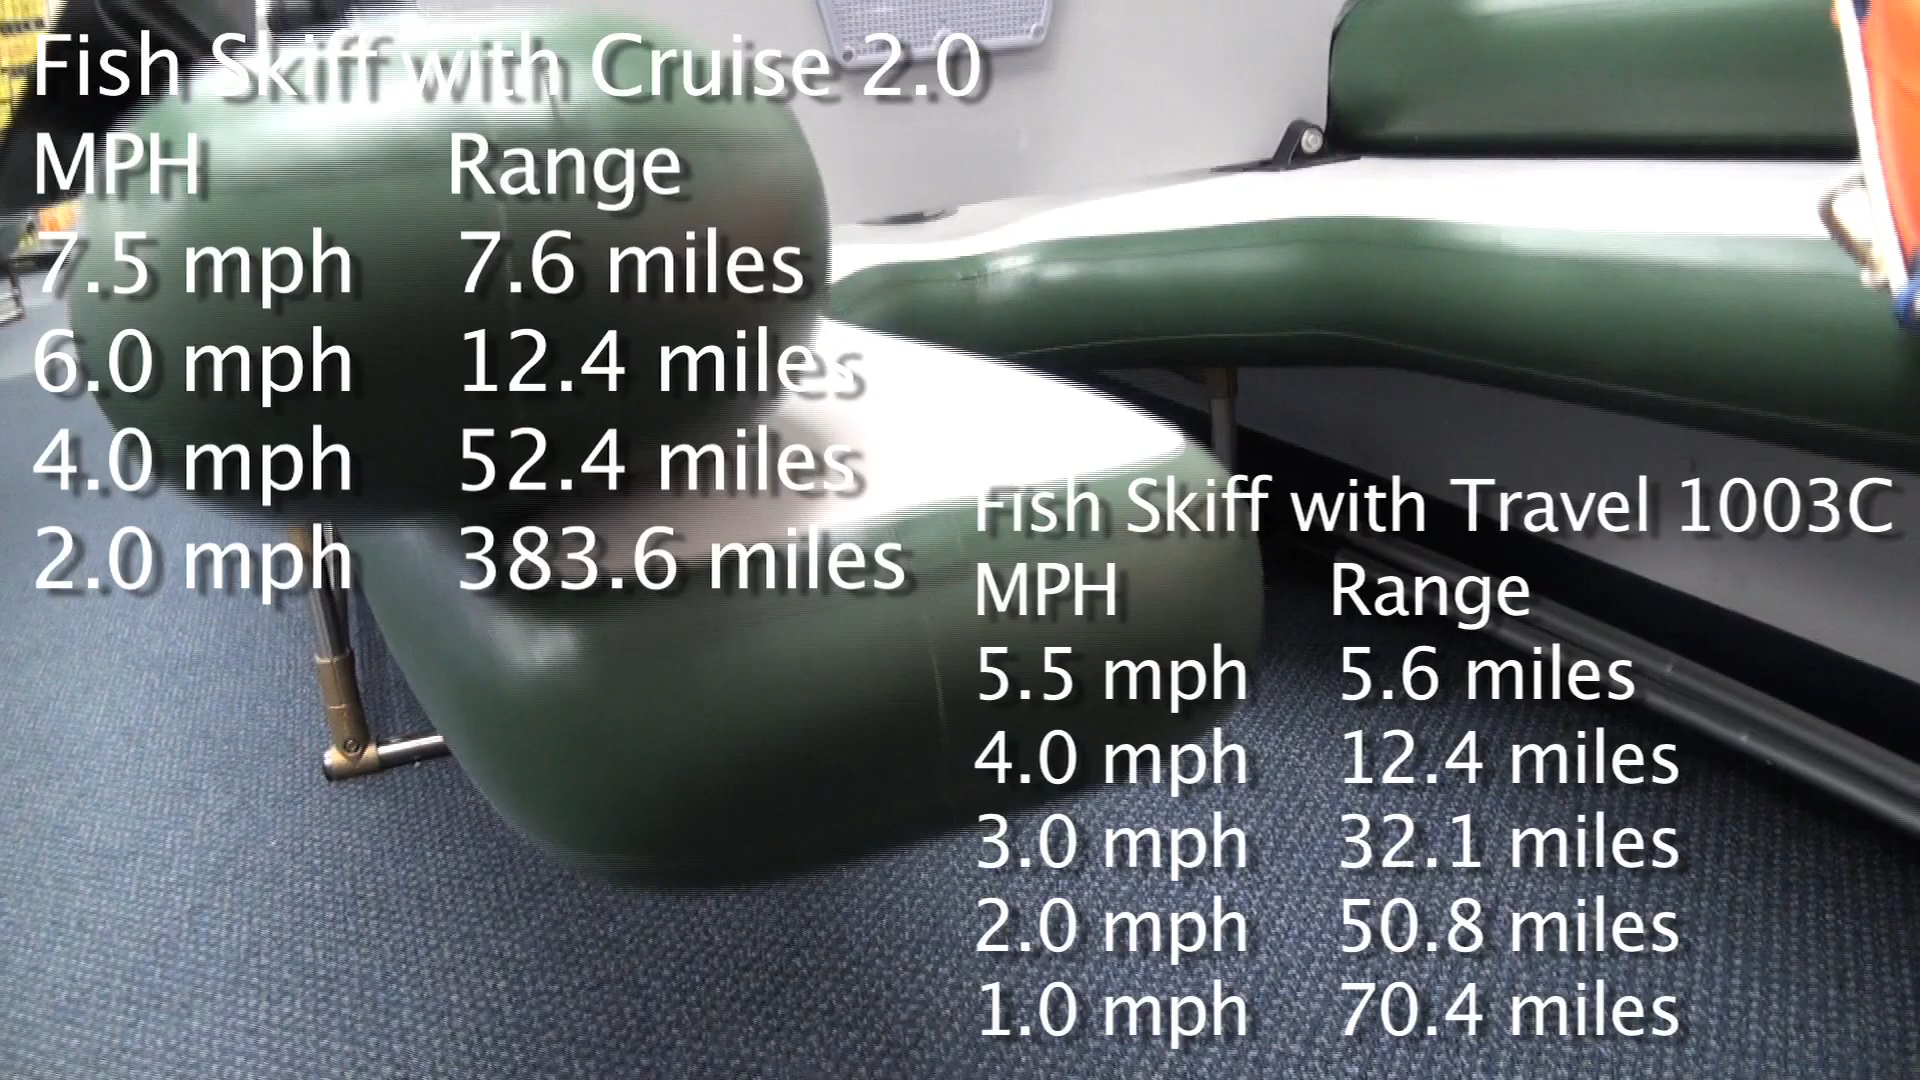 Fish Skiff with Cruise 2.0
MPH Range
7.5 mph 7.6 miles
6.0 mph 12.4 miles
4.0 mph 52.4 miles
2.0 mph 383.6 miles
Fish Skiff with Travel 1003C
MPH Range
5.5 mph 5.6 miles
4.0 mph 12.4 miles
3.0 mph 32.1 miles
2.0 mph 50.8 miles
1.0 mph 70.4 miles